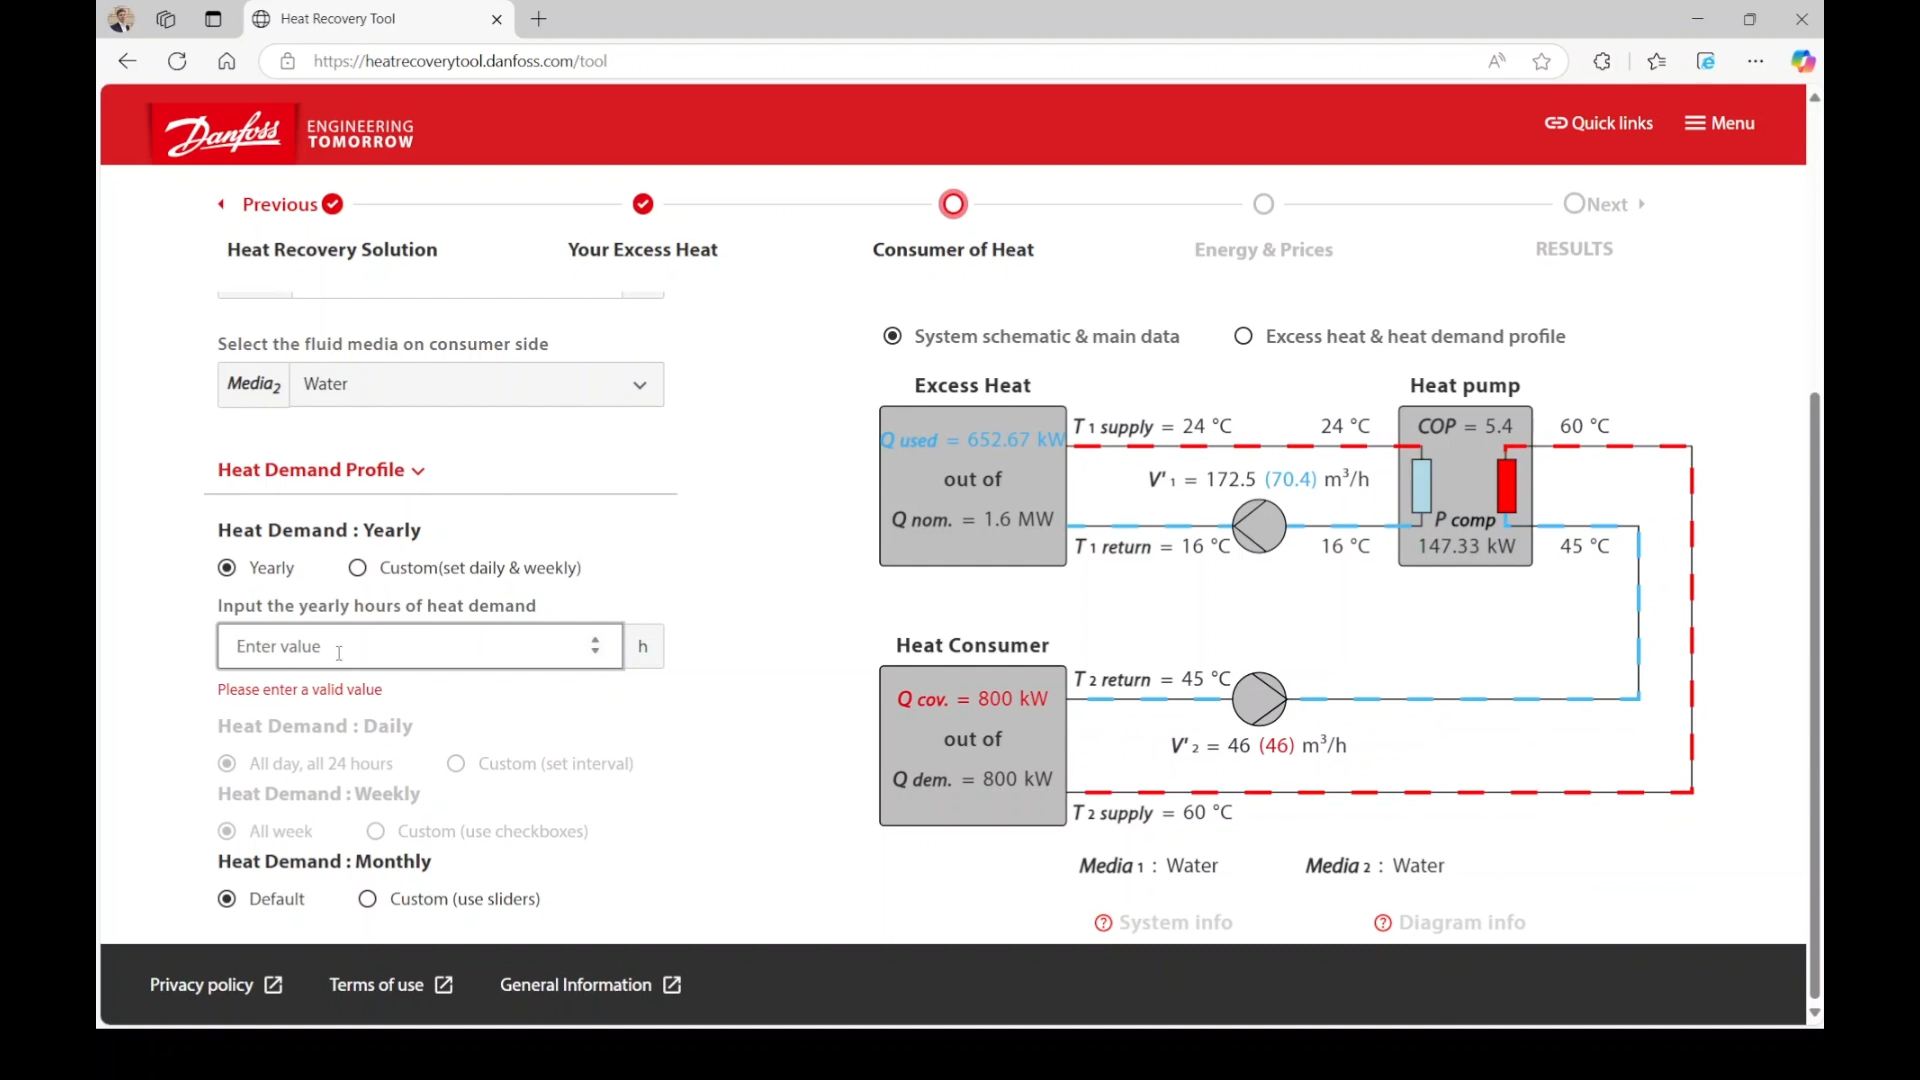 Heat Recovery Tool
https://heatrecoverytool.danfoss.com/tool
Danfoss
ENGINEERING
TOMORROW
Quick links
Menu
Previous
Next
Heat Recovery Solution
Your Excess Heat
Consumer of Heat
Energy & Prices
RESULTS
Select the fluid media on consumer side
Media2 Water
Heat Demand Profile
Heat Demand : Yearly
Yearly
Custom(set daily & weekly)
Input the yearly hours of heat demand
Enter value
h
Please enter a valid value
Heat Demand : Daily
All day, all 24 hours
Custom (set interval)
Heat Demand : Weekly
All week
Custom (use checkboxes)
Heat Demand : Monthly
Default
Custom (use sliders)
System schematic & main data
Excess heat & heat demand profile
Excess Heat
Heat pump
Q used = 652.67 kW
out of
Q nom. = 1.6 MW
T 1 supply = 24 °C
24 °C
COP = 5.4
60 °C
V' 1 = 172.5 (70.4) m³/h
P comp
147.33 kW
T 1 return = 16 °C
16 °C
45 °C
Heat Consumer
Q cov. = 800 kW
out of
Q dem. = 800 kW
T 2 return = 45 °C
V' 2 = 46 (46) m³/h
T 2 supply = 60 °C
Media 1 : Water
Media 2 : Water
System info
Diagram info
Privacy policy
Terms of use
General Information